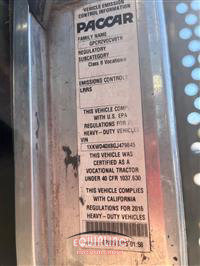 VEHICLE EMISSION
CONTROL INFORMATION
PACCAR
FAMILY NAME
REGULATORY
SUBCATEGORY
Class 8 Vocational
EMISSIONS CONTROLS
LRRS
THIS VEHICLE COMPLIES
WITH U.S. EPA
REGULATIONS FOR
HEAVY-DUTY VEHICLES
VIN
THIS VEHICLE WAS
CERTIFIED AS A
VOCATIONAL TRACTOR
UNDER 40 CFR 1037.630
THIS VEHICLE COMPLIES
WITH CALIFORNIA
REGULATIONS FOR 2016
HEAVY-DUTY VEHICLES
01:58